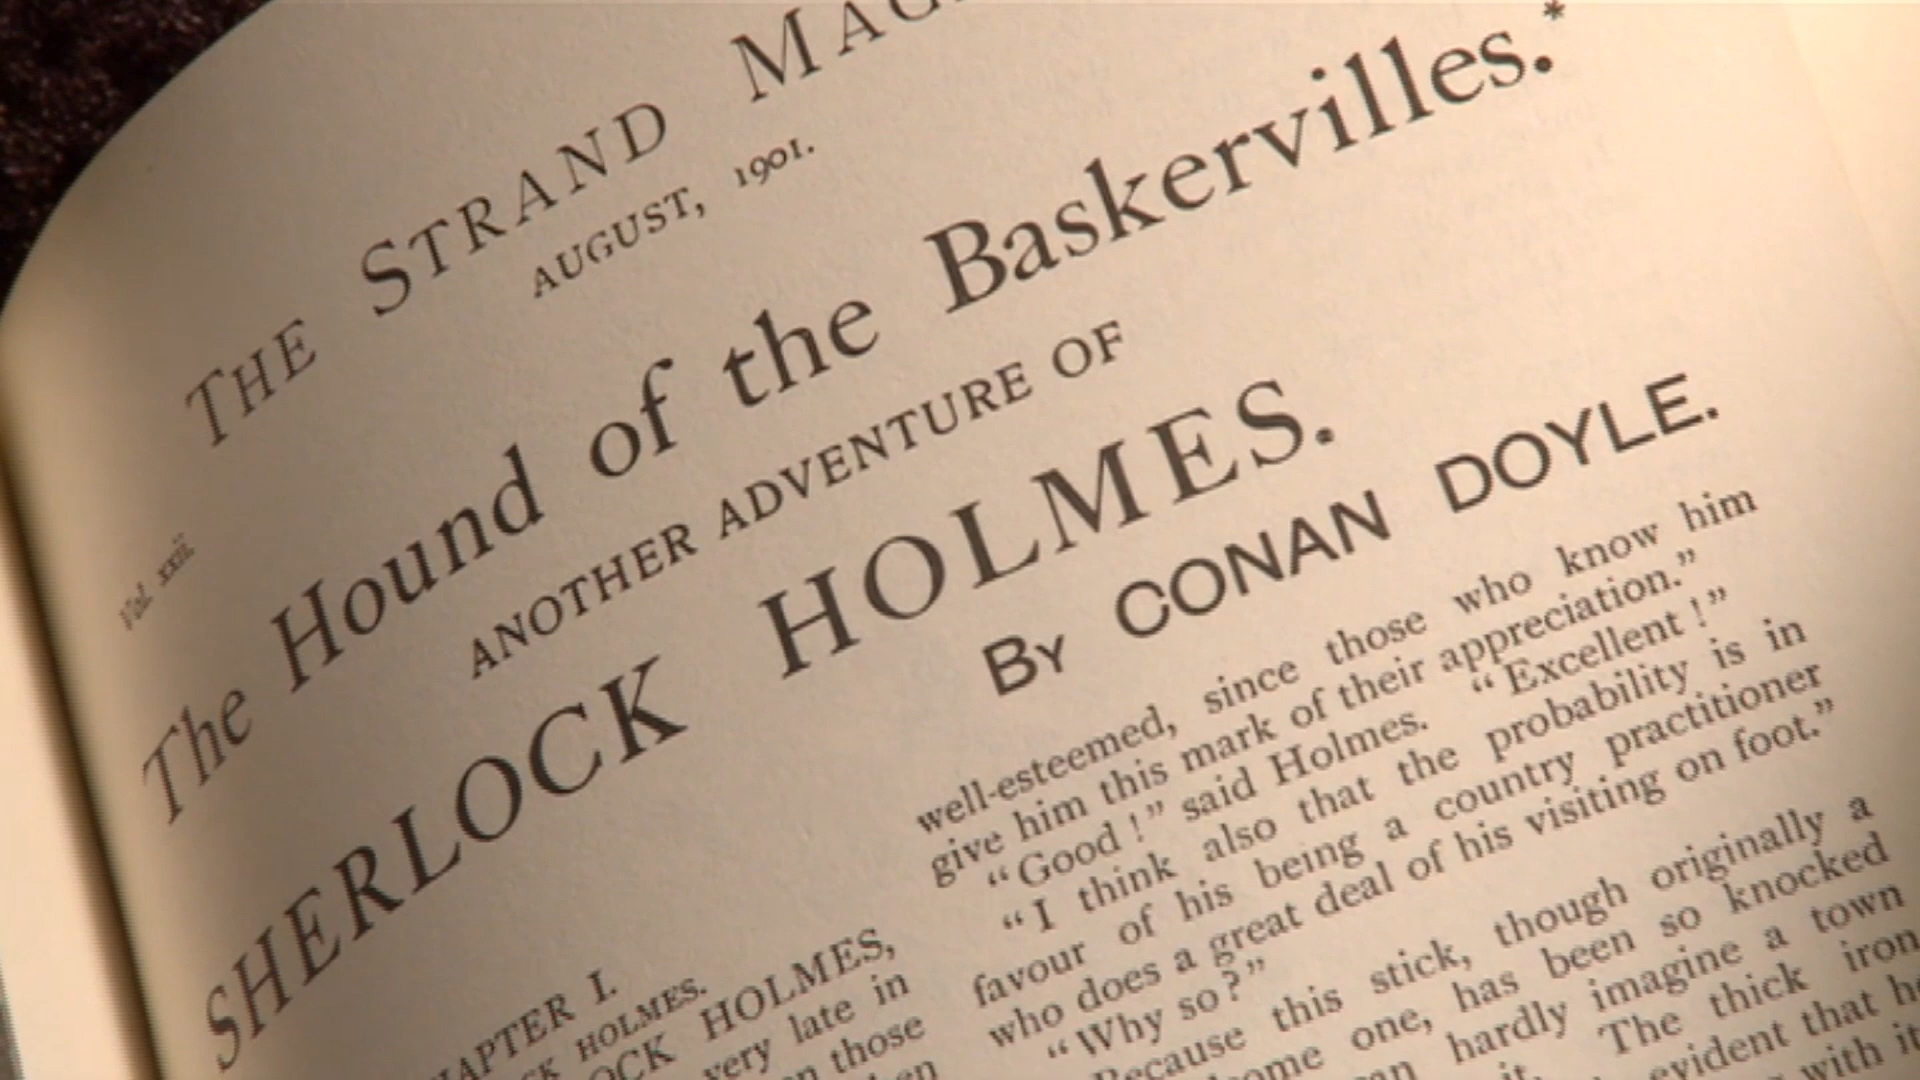 THE STRAND
AUGUST, 1901.
Vol. xxii.
The Hound of the Baskervilles.*
ANOTHER ADVENTURE OF
SHERLOCK HOLMES.
BY CONAN DOYLE.
I.
HOLMES.
HOLMES,
very late in
those
well-esteemed, since those who know him
give him this mark of their appreciation.”
“Good!” said Holmes. “Excellent!”
“I think also that the probability is in
favour of his being a country practitioner
who does a great deal of his visiting on foot.”
“Why so?”
Because this stick, though originally a
one, has been so knocked
hardly imagine a town
it. The thick iron
evident that
with it